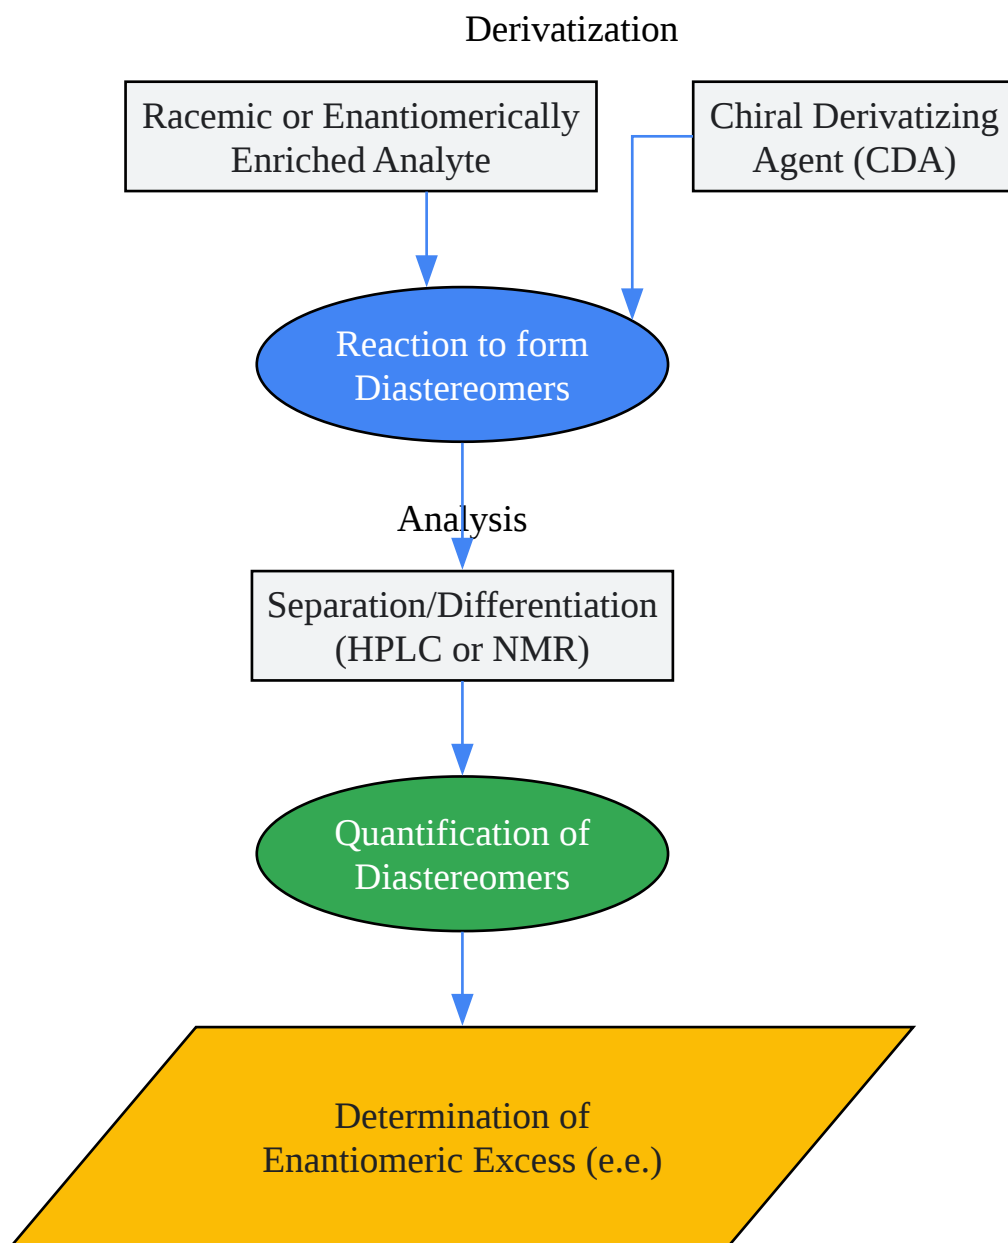 Derivatization
Racemic or Enantiomerically
Enriched Analyte
Chiral Derivatizing
Agent (CDA)
Reaction to form
Diastereomers
Analysis
Separation/Differentiation
(HPLC or NMR)
Quantification of
Diastereomers
Determination of
Enantiomeric Excess (e.e.)